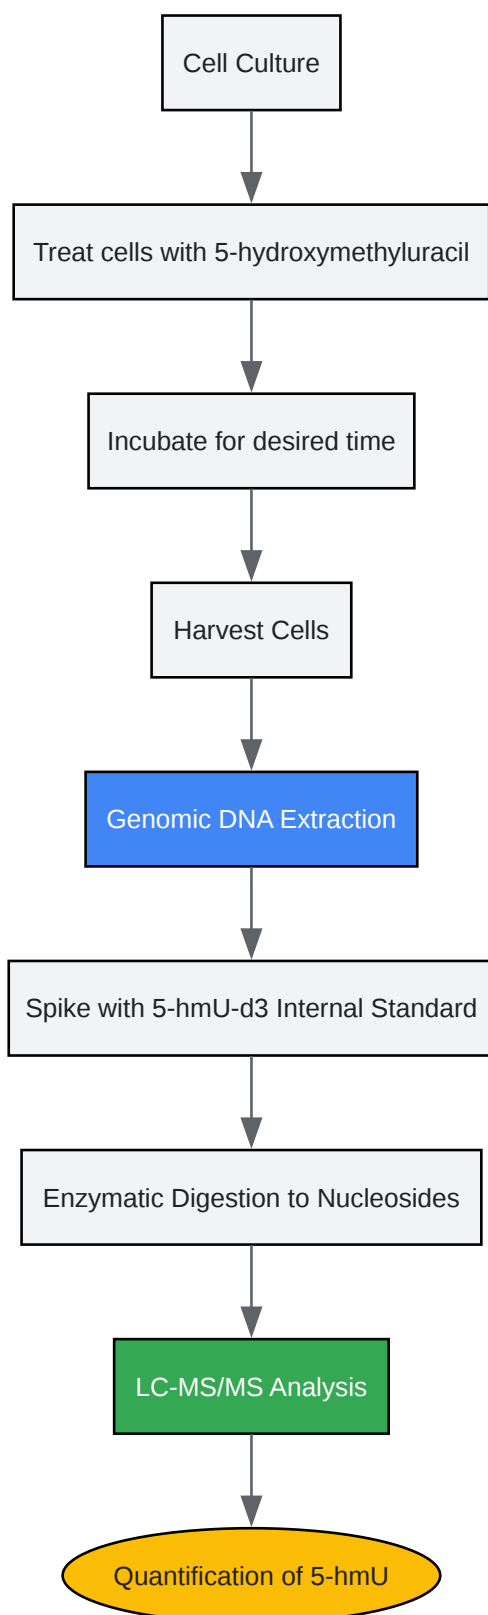 Cell Culture
Treat cells with 5-hydroxymethyluracil
Incubate for desired time
Harvest Cells
Genomic DNA Extraction
Spike with 5-hmU-d3 Internal Standard
Enzymatic Digestion to Nucleosides
LC-MS/MS Analysis
Quantification of 5-hmU